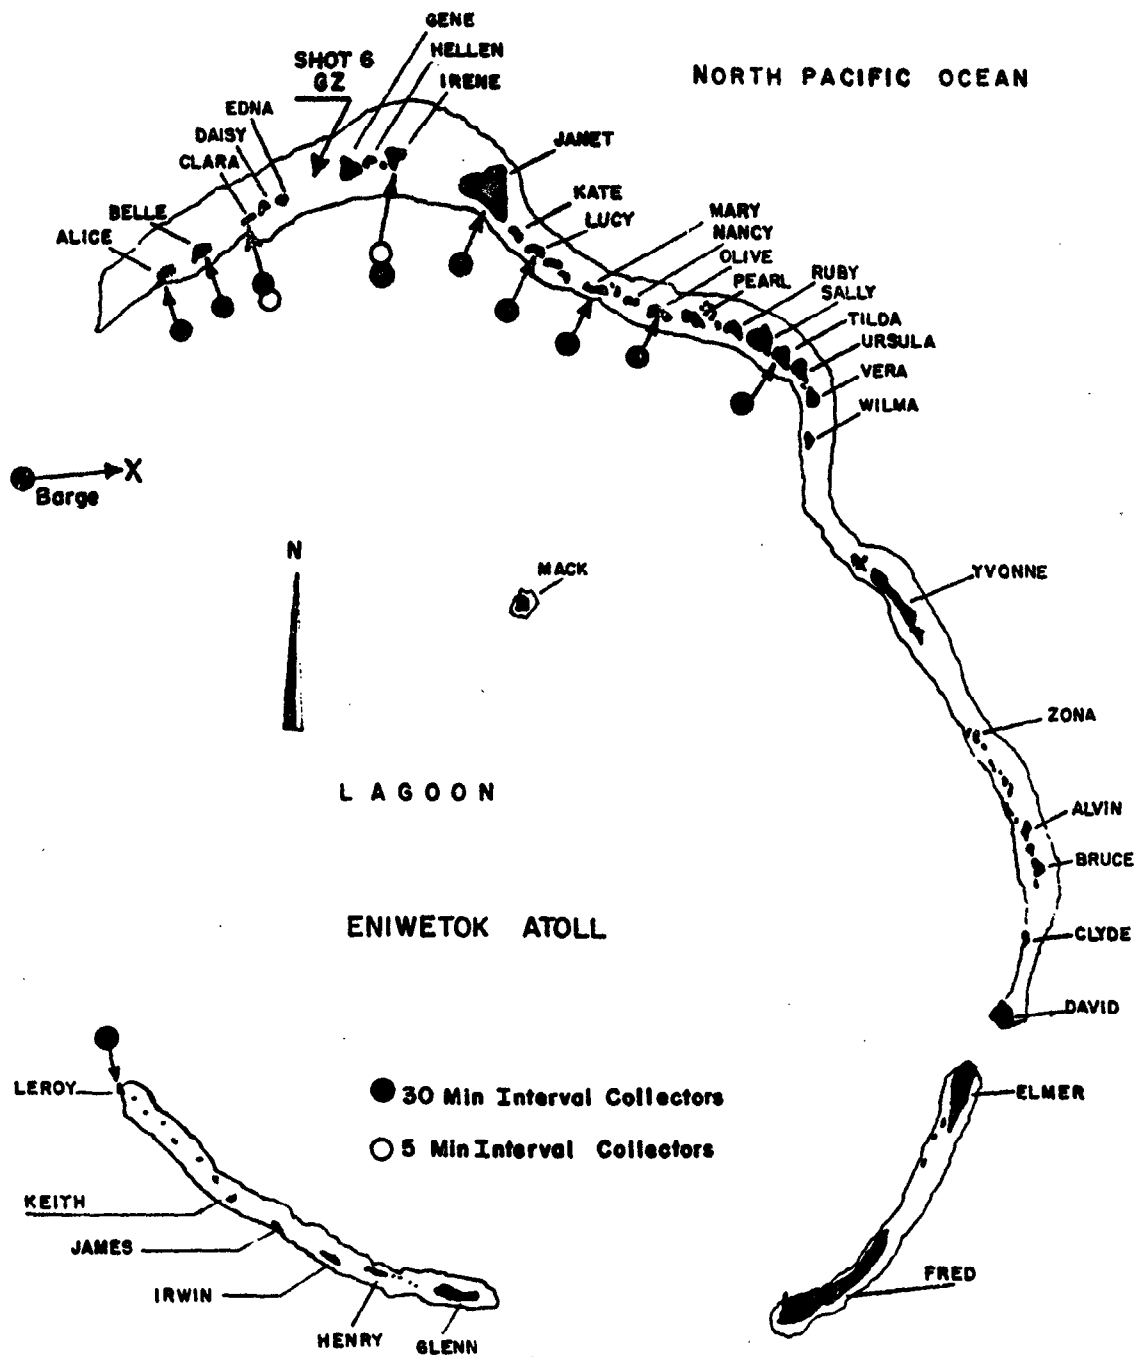 GENE
HELLEN
SHOT 6
GZ
IRENE
NORTH PACIFIC OCEAN
EDNA
DAISY
CLARA
JANET
KATE
BELLE
LUCY
MARY
NANCY
ALICE
OLIVE
PEARL
RUBY
SALLY
TILDA
URSULA
VERA
WILMA
X
Barge
N
MACK
YVONNE
ZONA
LAGOON
ALVIN
BRUCE
ENIWETOK ATOLL
CLYDE
DAVID
LEROY
30 Min Interval Collectors
ELMER
5 Min Interval Collectors
KEITH
JAMES
FRED
IRWIN
HENRY
GLENN